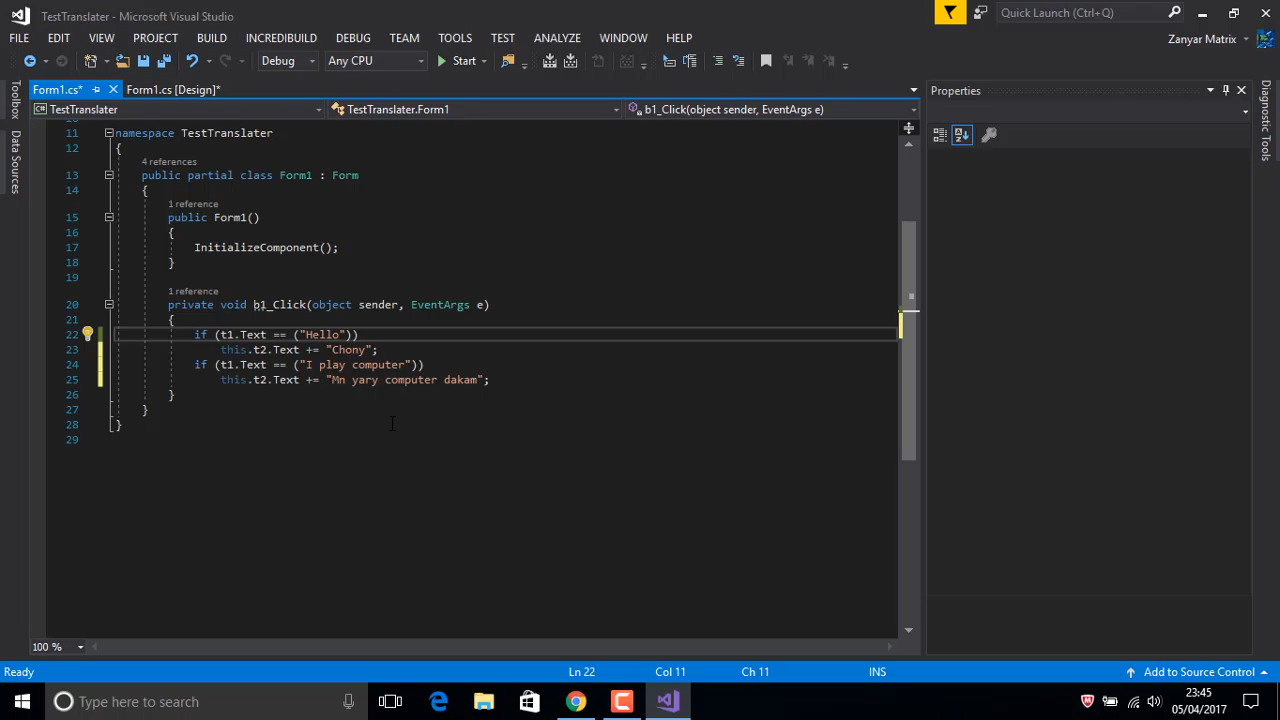 TestTranslater - Microsoft Visual Studio
Quick Launch (Ctrl+Q)
FILE EDIT VIEW PROJECT BUILD INCREDIBUILD DEBUG TEAM TOOLS TEST ANALYZE WINDOW HELP
Zanyar Matrix
Debug Any CPU Start
Toolbox
Data Sources
Form1.cs* Form1.cs [Design]*
TestTranslater TestTranslater.Form1 b1_Click(object sender, EventArgs e)
Properties
Diagnostic Tools
11 namespace TestTranslater
12 {
4 references
13 public partial class Form1 : Form
14 {
1 reference
15 public Form1()
16 {
17 InitializeComponent();
18 }
19
1 reference
20 private void b1_Click(object sender, EventArgs e)
21 {
22 if (t1.Text == ("Hello"))
23 this.t2.Text += "Chony";
24 if (t1.Text == ("I play computer"))
25 this.t2.Text += "Mn yary computer dakam";
26 }
27 }
28 }
29
100 %
Ready Ln 22 Col 11 Ch 11 INS Add to Source Control
Type here to search
23:45
05/04/2017